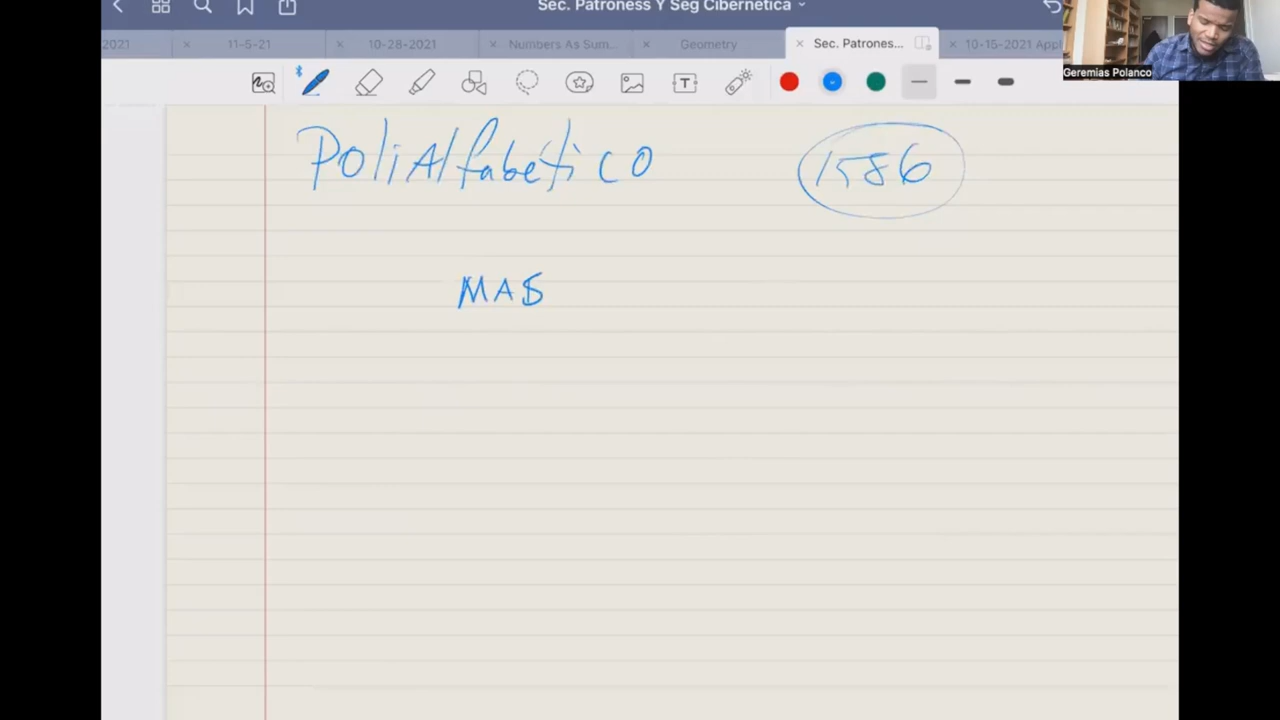 Sec. Patroness Y Seg Cibernetica
2021
11-5-21
10-28-2021
Numbers As Sum...
Geometry
Sec. Patrones...
10-15-2021 Appl
Geremias Polanco
T
PoliAlfabético 1586
MAS